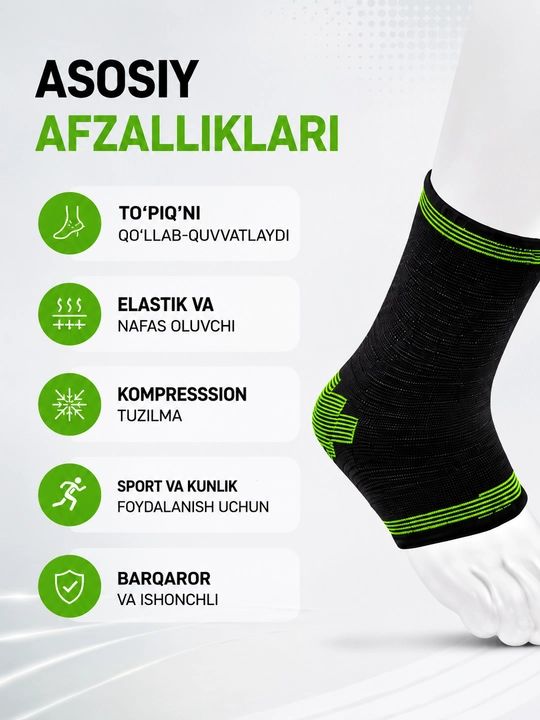 ASOSIY
AFZALLIKLARI
TO‘PIQ’NI
QO‘LLAB-QUVVATLAYDI
ELASTIK VA
NAFAS OLUVCHI
KOMPRESSSION
TUZILMA
SPORT VA KUNLIK
FOYDALANISH UCHUN
BARQAROR
VA ISHONCHLI